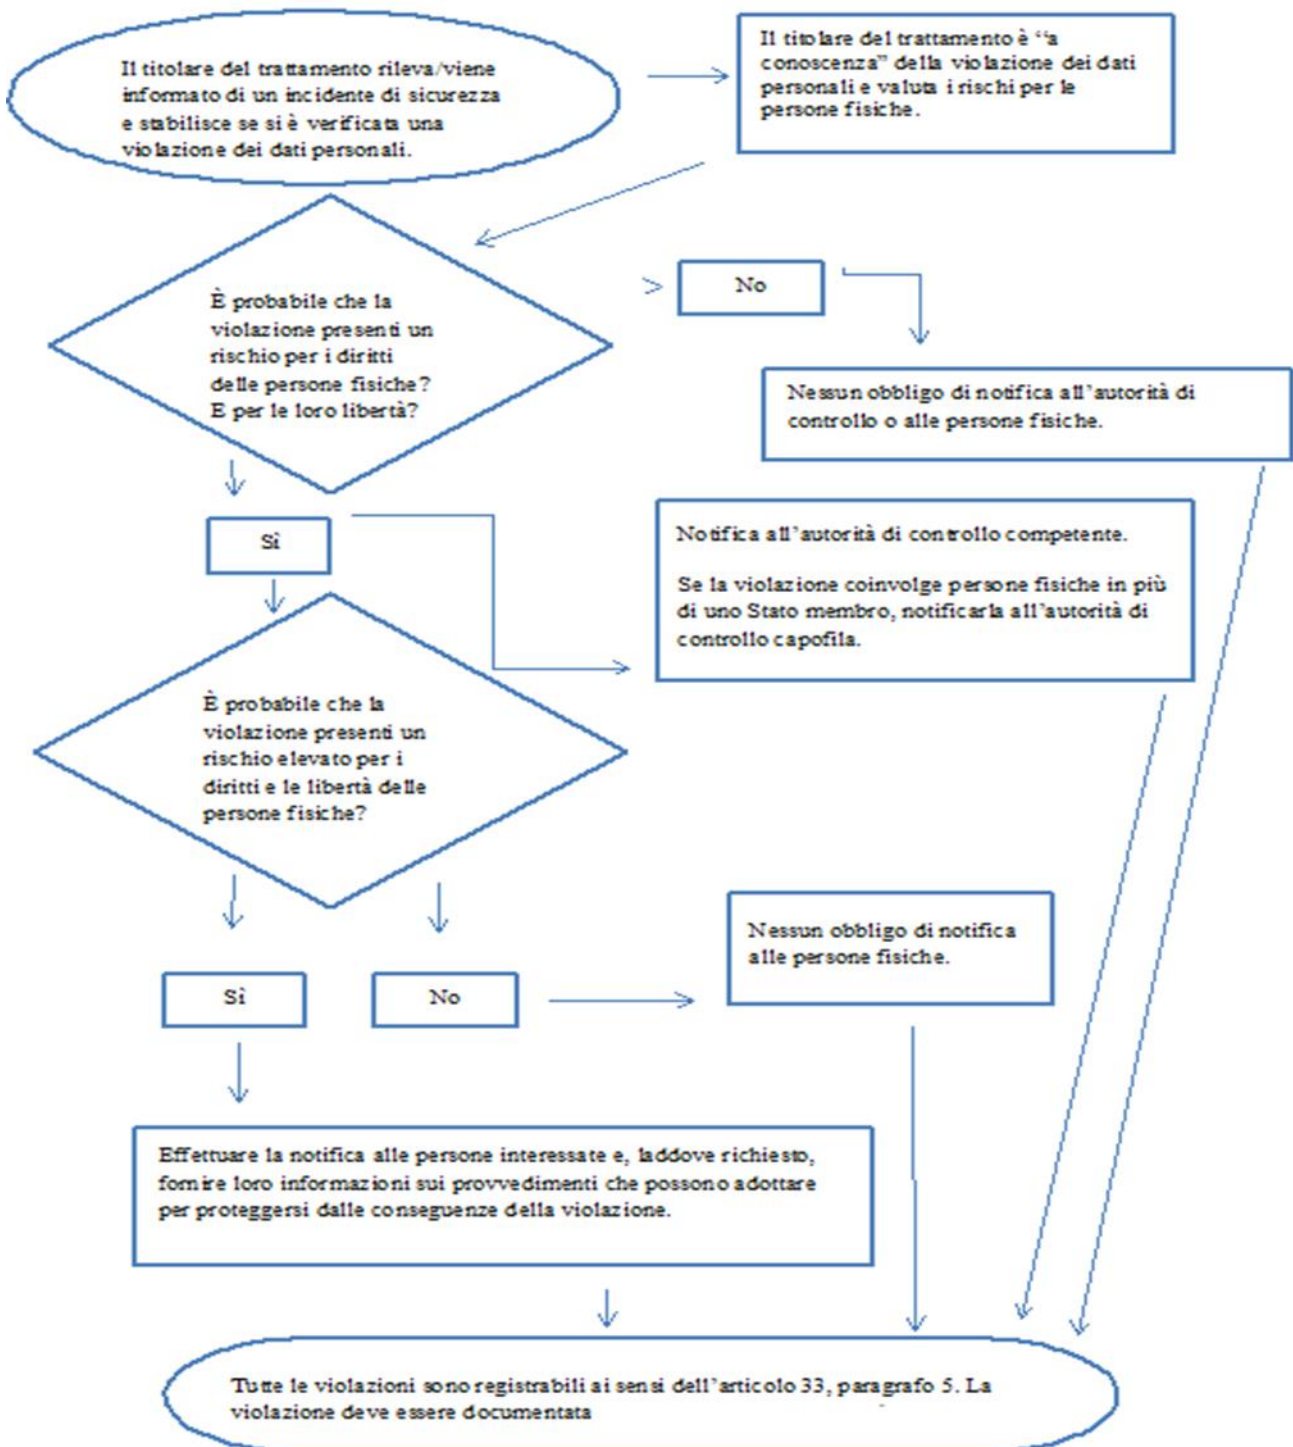 Il titolare del trattamento rileva/viene
informato di un incidente di sicurezza
e stabilisce se si è verificata una
violazione dei dati personali.
Il titolare del trattamento è “a
conoscenza” della violazione dei dati
personali e valuta i rischi per le
persone fisiche.
È probabile che la
violazione presenti un
rischio per i diritti
delle persone fisiche?
E per le loro libertà?
No
Nessun obbligo di notifica all’autorità di
controllo o alle persone fisiche.
Sì
Notifica all’autorità di controllo competente.
Se la violazione coinvolge persone fisiche in più
di uno Stato membro, notificarla all’autorità di
controllo capofila.
È probabile che la
violazione presenti un
rischio elevato per i
diritti e le libertà delle
persone fisiche?
Sì
No
Nessun obbligo di notifica
alle persone fisiche.
Effettuare la notifica alle persone interessate e, laddove richiesto,
fornire loro informazioni sui provvedimenti che possono adottare
per proteggersi dalle conseguenze della violazione.
Tutte le violazioni sono registrabili ai sensi dell’articolo 33, paragrafo 5. La
violazione deve essere documentata